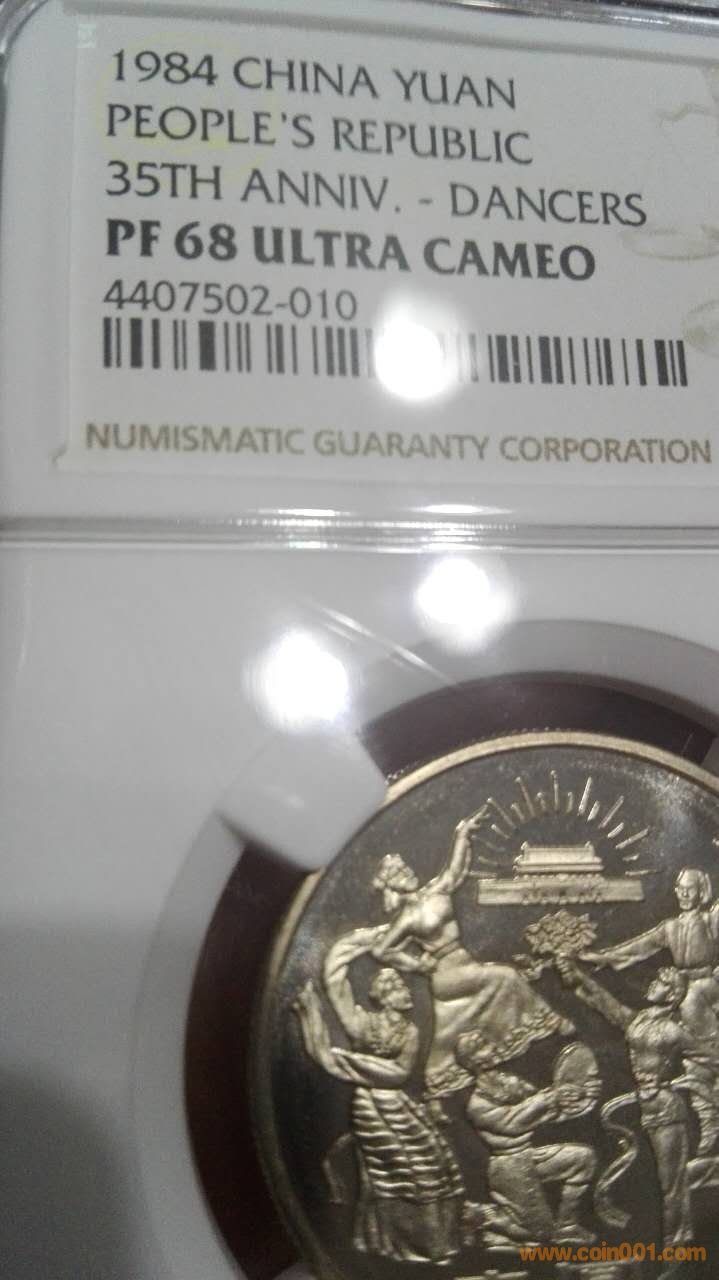 1984 CHINA YUAN
PEOPLE'S REPUBLIC
35TH ANNIV. - DANCERS
PF 68 ULTRA CAMEO
4407502-010
NUMISMATIC GUARANTY CORPORATION
www.coin001.com